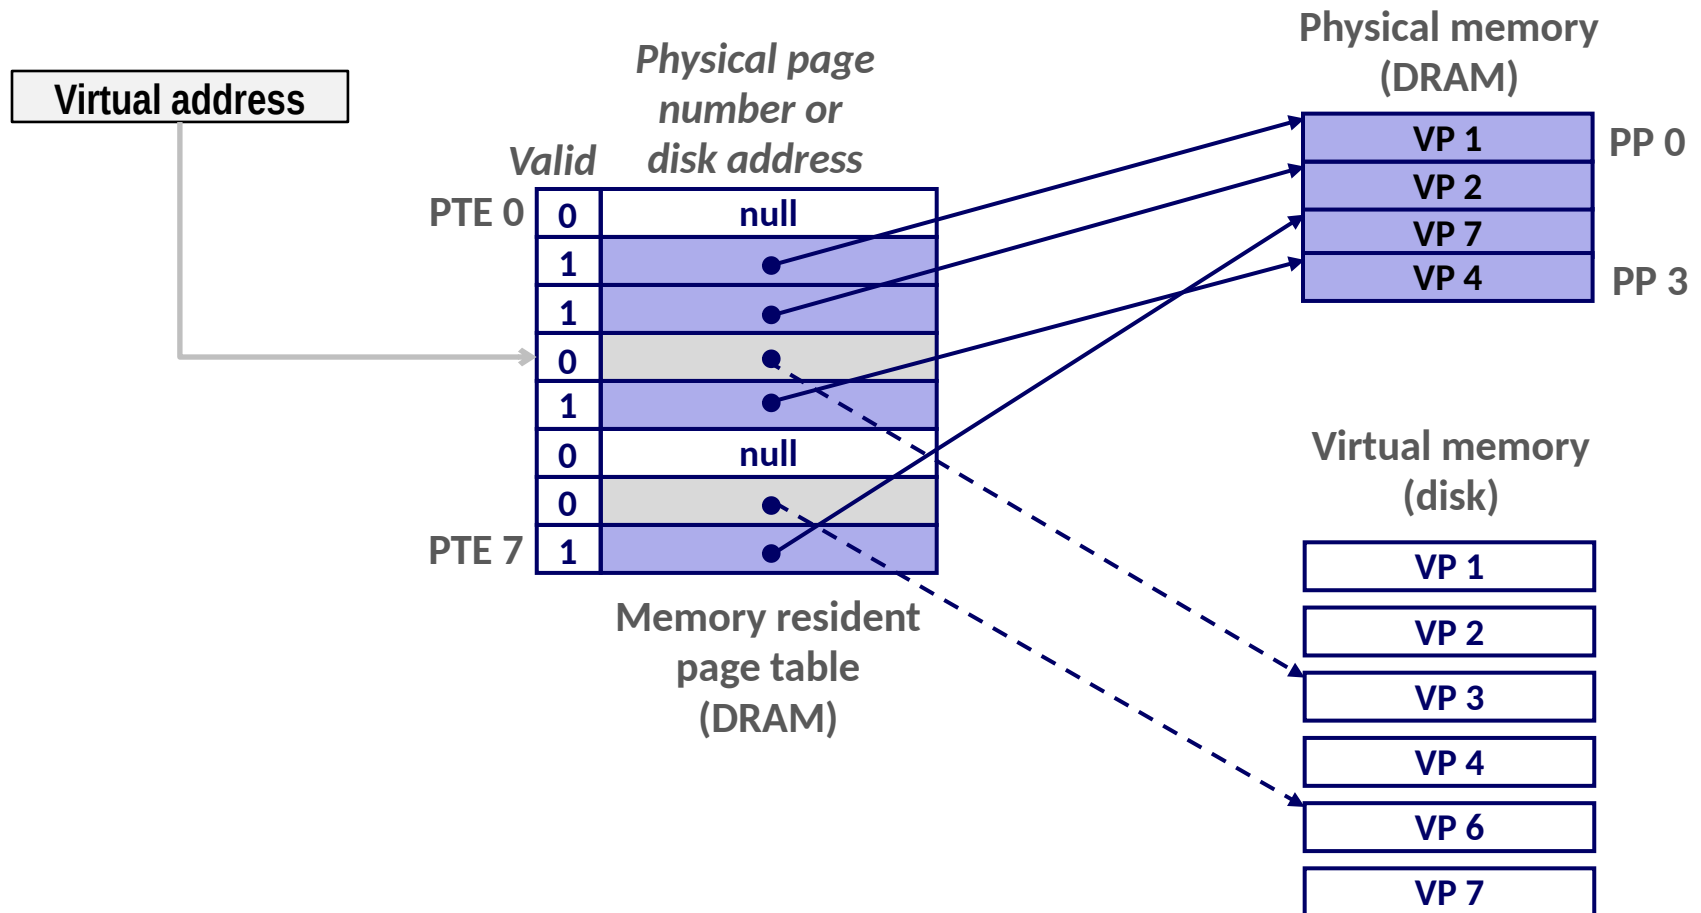 Virtual address
Physical page
number or
disk address
Valid
PTE 0
0
null
1
1
0
1
0
null
0
PTE 7
1
Memory resident
page table
(DRAM)
Physical memory
(DRAM)
VP 1
PP 0
VP 2
VP 7
VP 4
PP 3
Virtual memory
(disk)
VP 1
VP 2
VP 3
VP 4
VP 6
VP 7